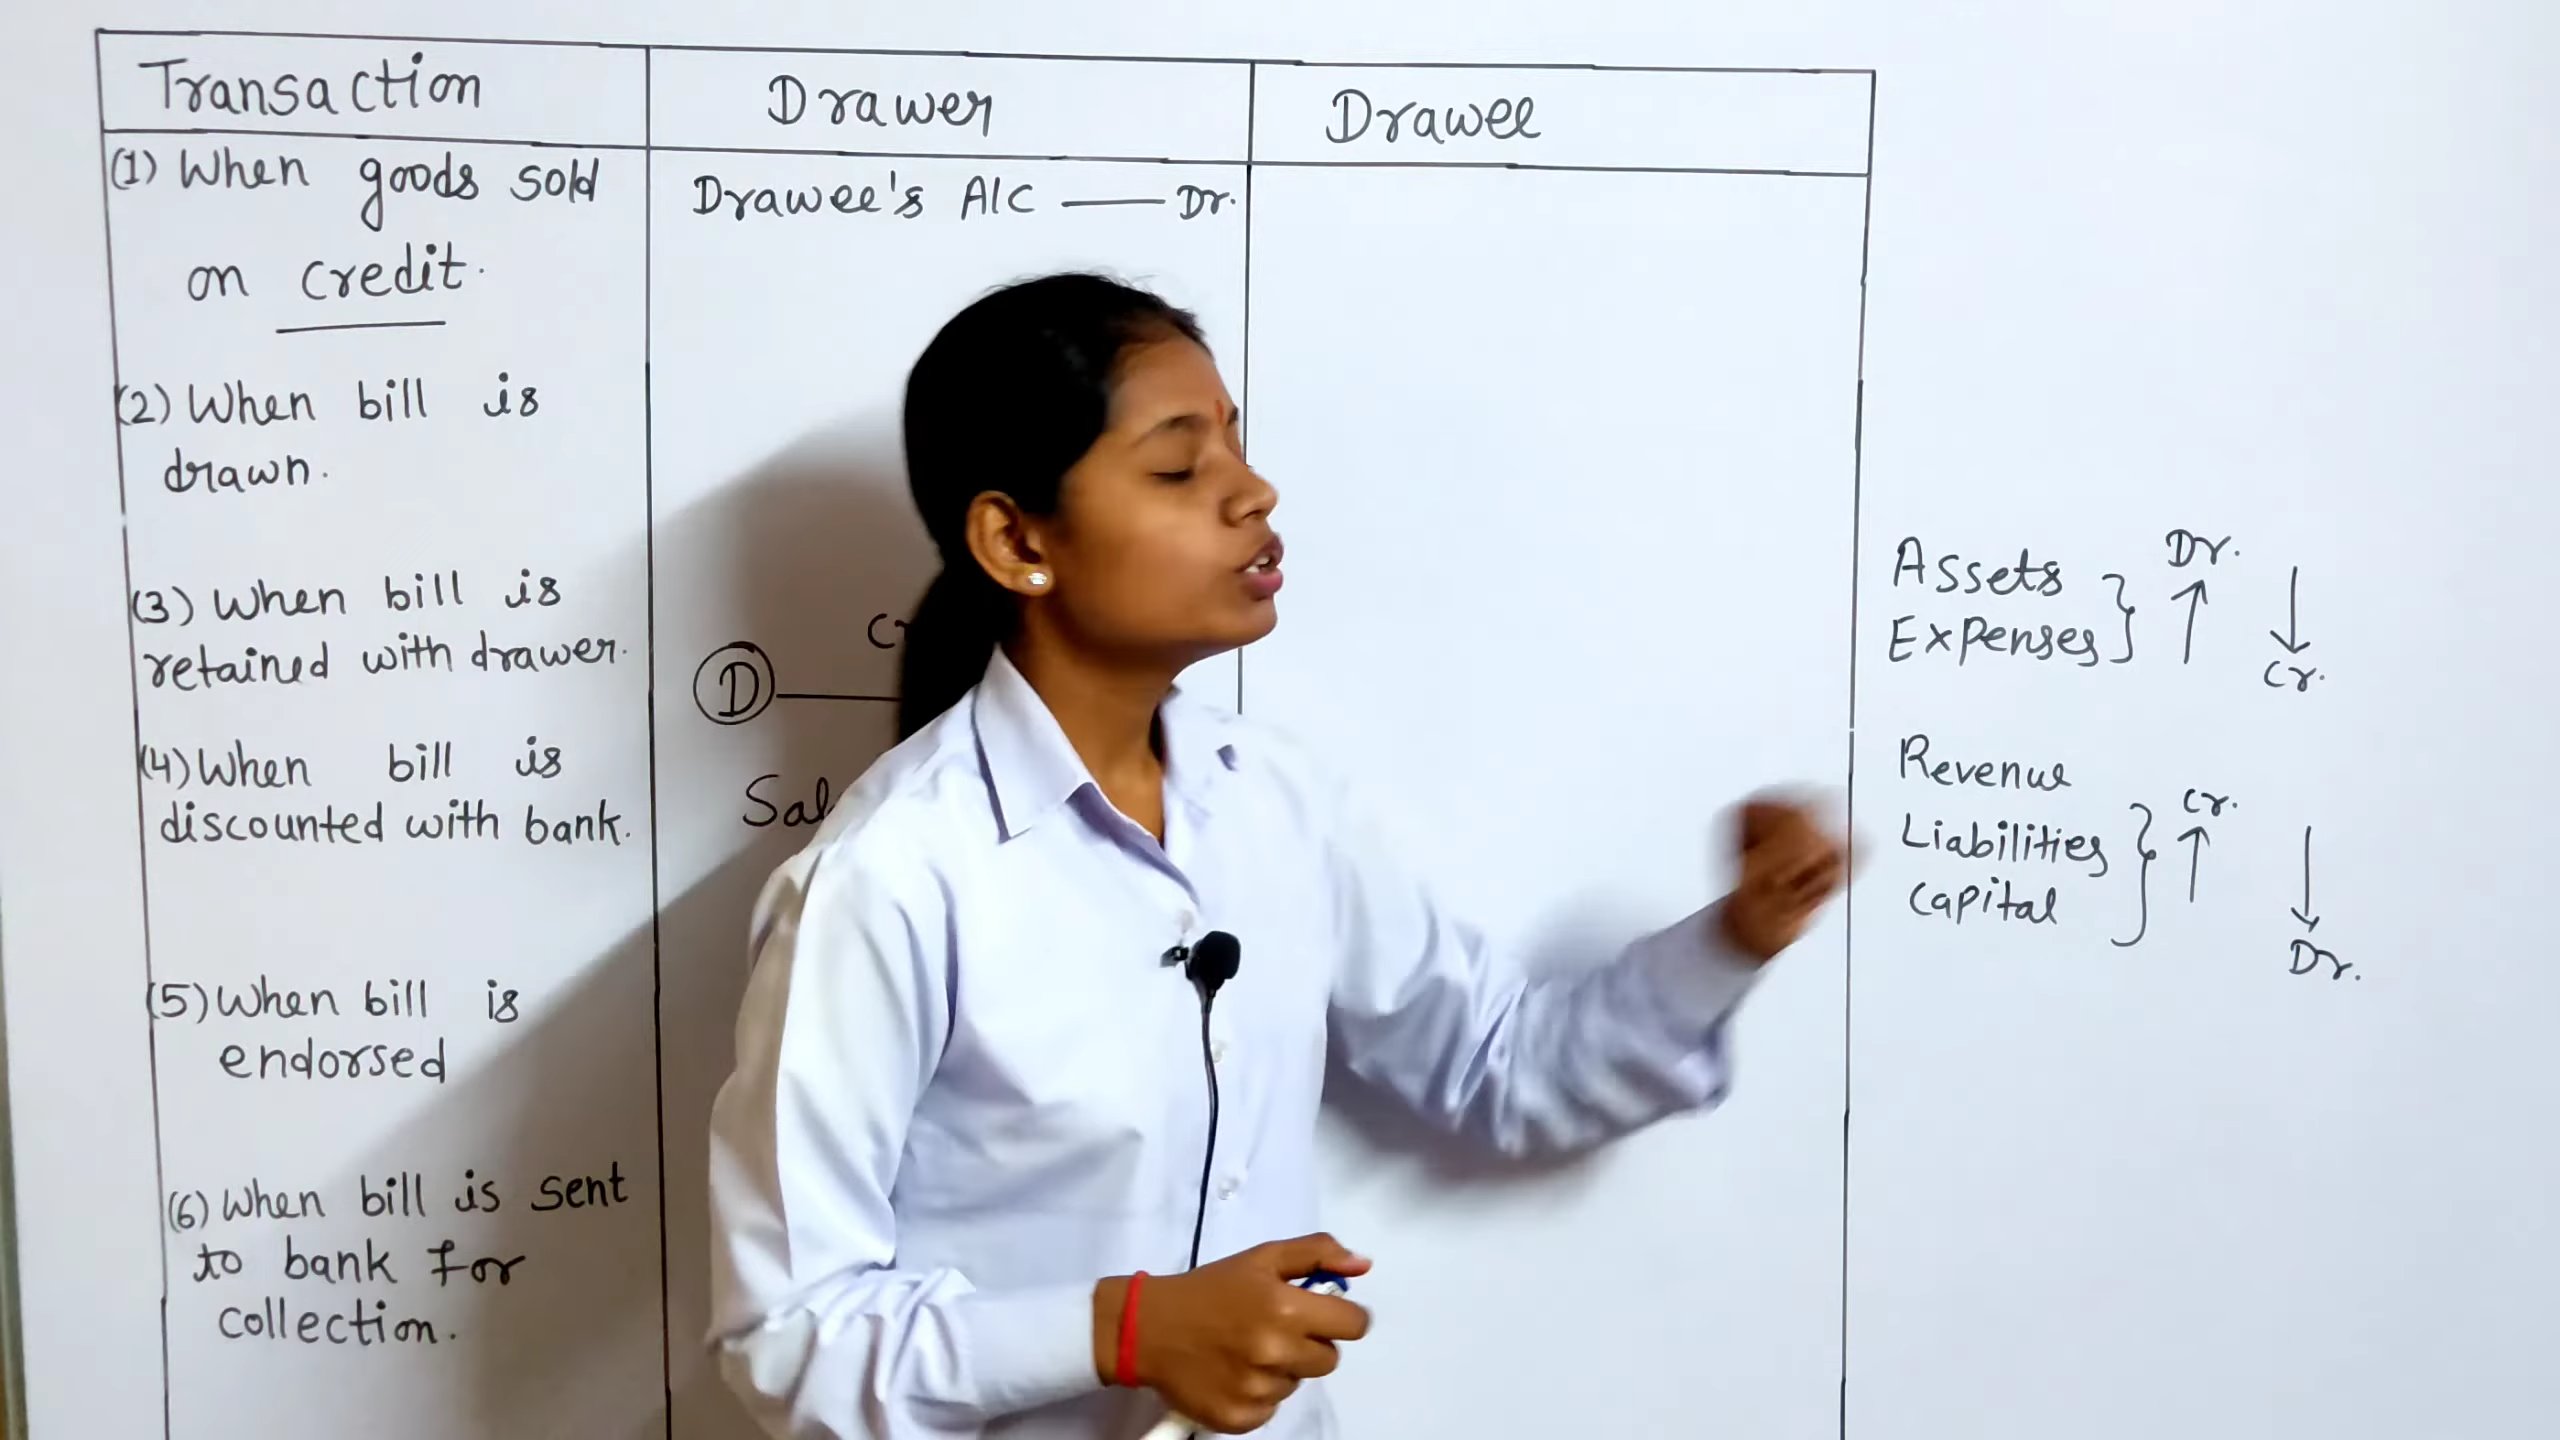 Transaction
Drawer
Drawee
(1) When goods sold
on credit.
Drawee's A/C —— Dr.
(2) When bill is
drawn.
(3) When bill is
retained with drawer.
(4) When bill is
discounted with bank.
(5) When bill is
endorsed
(6) When bill is sent
to bank for
collection.
D
Assets
Expenses
Dr.
Cr.
Revenue
Liabilities
Capital
Cr.
Dr.